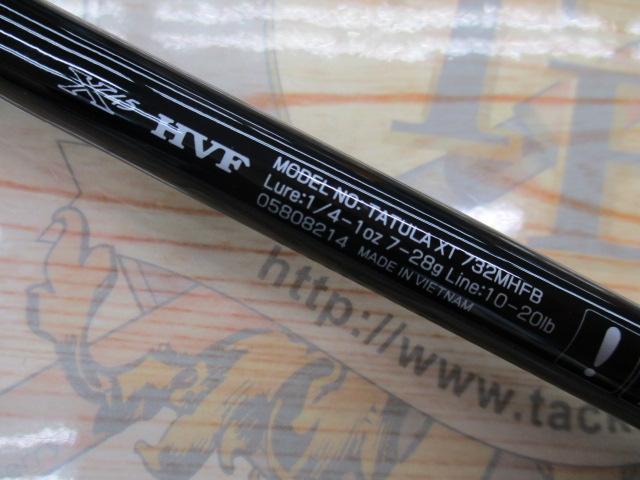 X45 HVF
MODEL NO: TATULA XT 732MHFB
Lure:1/4-1oz 7-28g Line:10-20lb
05808214 MADE IN VIETNAM
!
http://www.tack